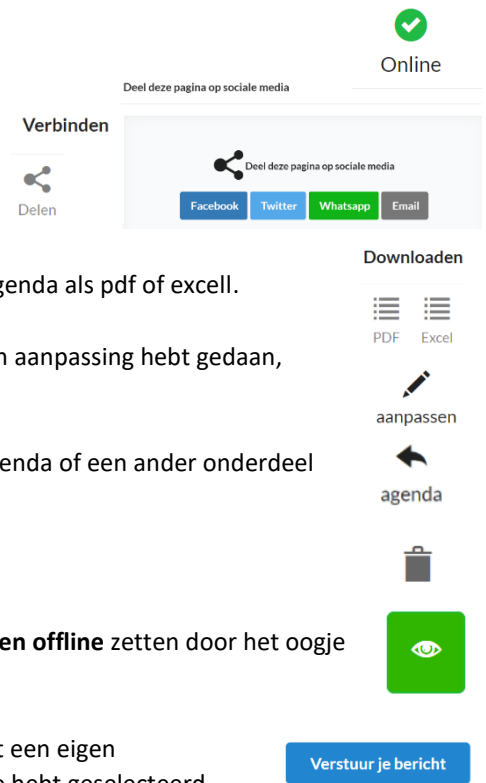 Online
Deel deze pagina op sociale media
Verbinden
Deel deze pagina op sociale media
Delen
Facebook Twitter Whatsapp Email
Downloaden
genda als pdf of excell.
PDF Excel
n aanpassing hebt gedaan,
aanpassen
enda of een ander onderdeel
agenda
en offline zetten door het oogje
t een eigen
Verstuur je bericht
e hebt geselecteerd